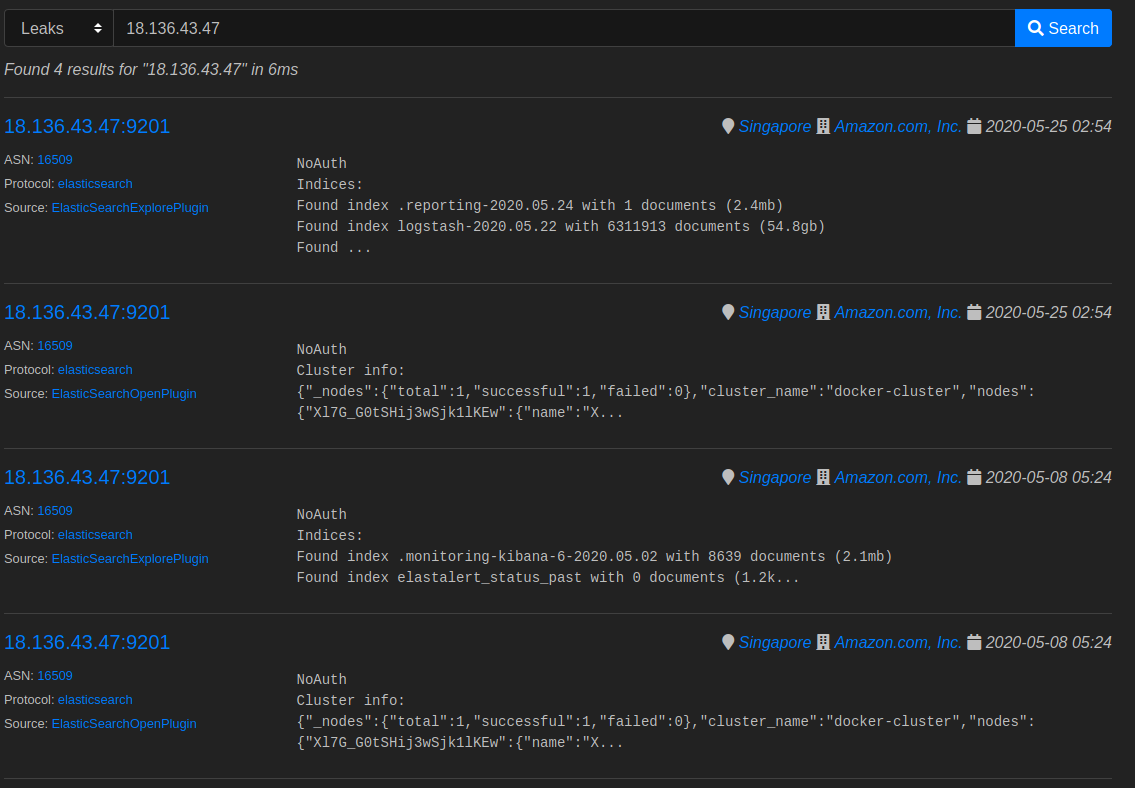 Leaks 18.136.43.47 Search
Found 4 results for "18.136.43.47" in 6ms
18.136.43.47:9201 Singapore Amazon.com, Inc. 2020-05-25 02:54
ASN: 16509
Protocol: elasticsearch
Source: ElasticSearchExplorePlugin
NoAuth
Indices:
Found index .reporting-2020.05.24 with 1 documents (2.4mb)
Found index logstash-2020.05.22 with 6311913 documents (54.8gb)
Found ...
18.136.43.47:9201 Singapore Amazon.com, Inc. 2020-05-25 02:54
ASN: 16509
Protocol: elasticsearch
Source: ElasticSearchOpenPlugin
NoAuth
Cluster info:
{"_nodes":{"total":1,"successful":1,"failed":0},"cluster_name":"docker-cluster","nodes":
{"Xl7G_G0tSHij3wSjk1lKEw":{"name":"X...
18.136.43.47:9201 Singapore Amazon.com, Inc. 2020-05-08 05:24
ASN: 16509
Protocol: elasticsearch
Source: ElasticSearchExplorePlugin
NoAuth
Indices:
Found index .monitoring-kibana-6-2020.05.02 with 8639 documents (2.1mb)
Found index elastalert_status_past with 0 documents (1.2k...
18.136.43.47:9201 Singapore Amazon.com, Inc. 2020-05-08 05:24
ASN: 16509
Protocol: elasticsearch
Source: ElasticSearchOpenPlugin
NoAuth
Cluster info:
{"_nodes":{"total":1,"successful":1,"failed":0},"cluster_name":"docker-cluster","nodes":
{"Xl7G_G0tSHij3wSjk1lKEw":{"name":"X...